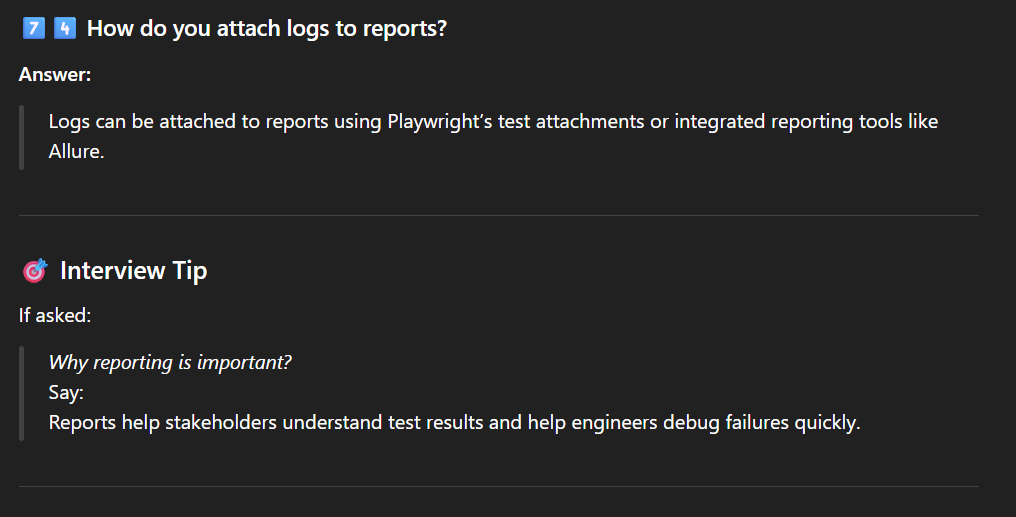 7️⃣ 4️⃣ How do you attach logs to reports?
Answer:
Logs can be attached to reports using Playwright’s test attachments or integrated reporting tools like
Allure.
🎯 Interview Tip
If asked:
Why reporting is important?
Say:
Reports help stakeholders understand test results and help engineers debug failures quickly.